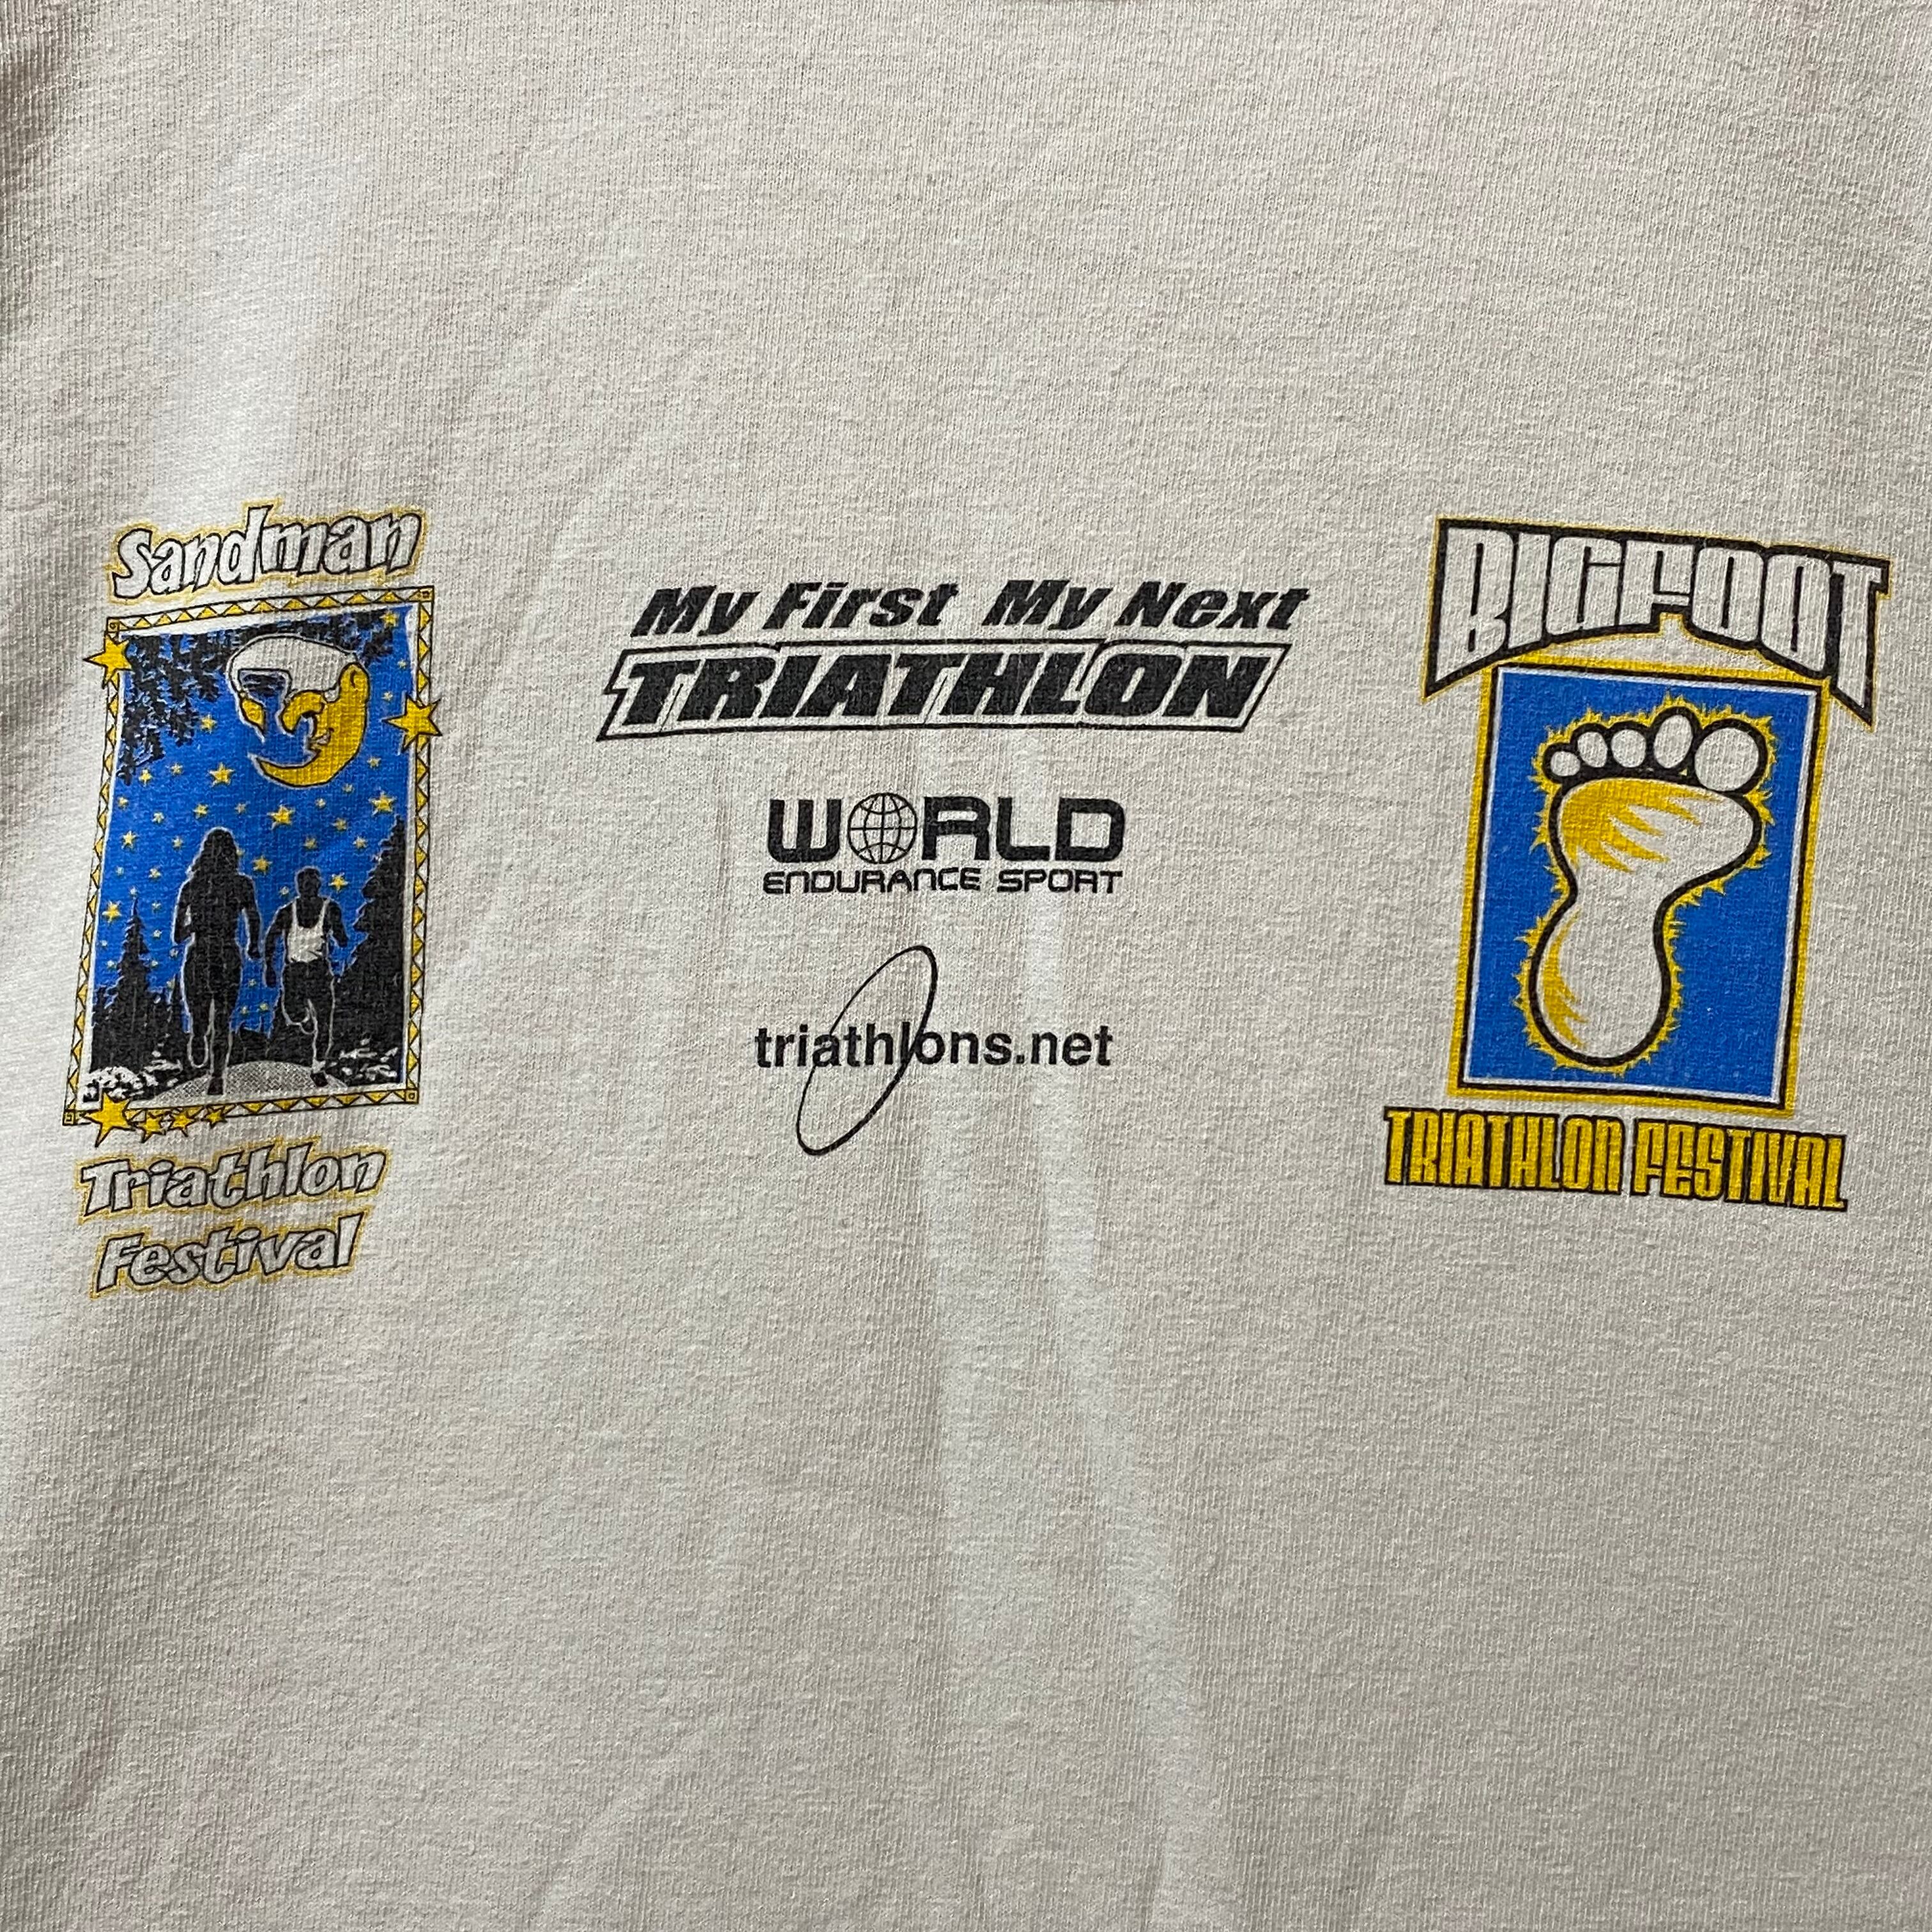 Sandman
Triathlon
Festival
My First My Next
TRIATHLON
WORLD
ENDURANCE SPORT
triathlons.net
BIGFOOT
TRIATHLON FESTIVAL